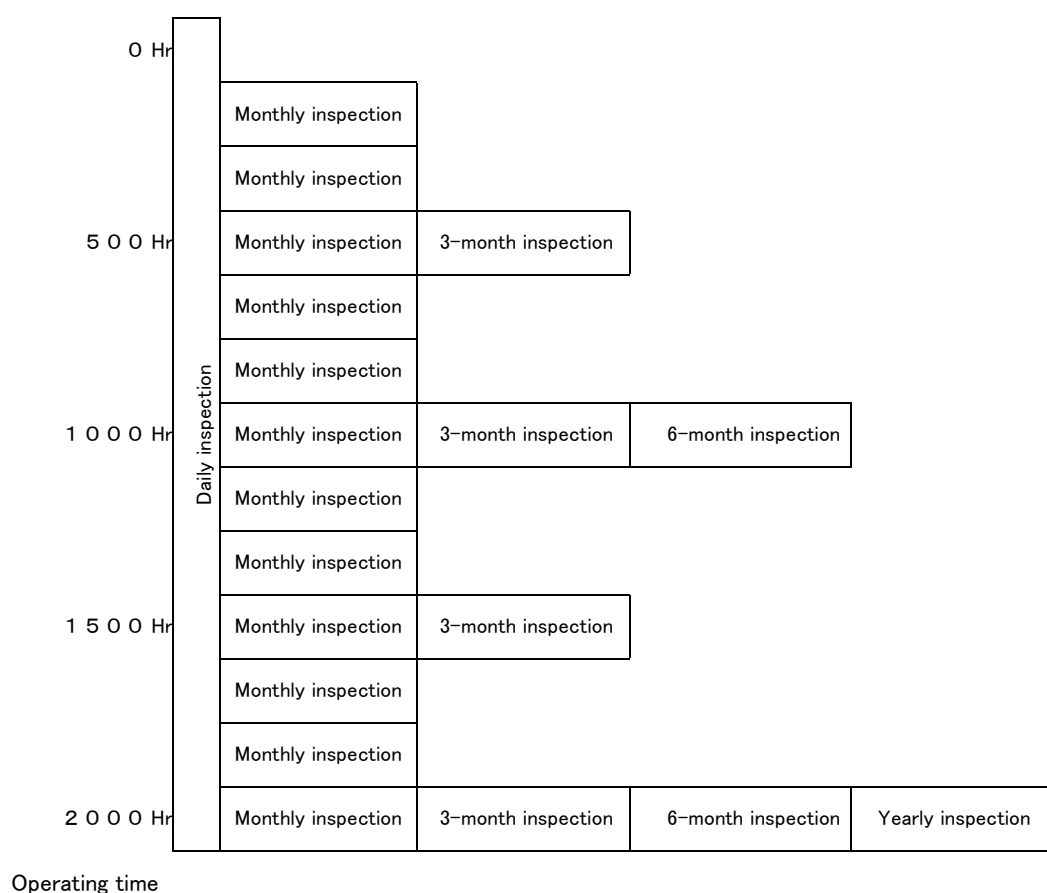 ０ Hr
Monthly inspection
Monthly inspection
５００ Hr Monthly inspection 3-month inspection
Monthly inspection
Monthly inspection
Daily inspection
１０００ Hr Monthly inspection 3-month inspection 6-month inspection
Monthly inspection
Monthly inspection
１５００ Hr Monthly inspection 3-month inspection
Monthly inspection
Monthly inspection
２０００ Hr Monthly inspection 3-month inspection 6-month inspection Yearly inspection
Operating time